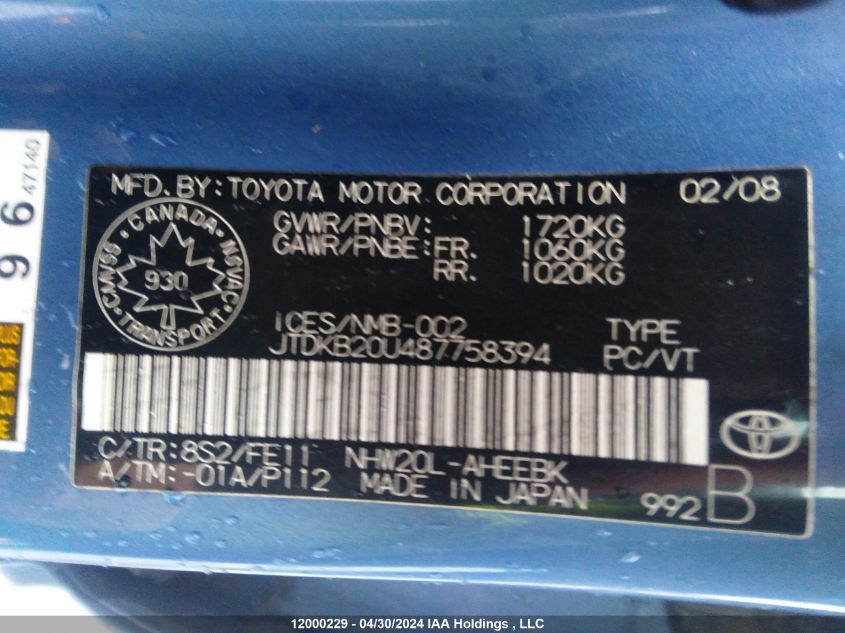 MFD. BY: TOYOTA MOTOR CORPORATION 02/08
GVWR/PNBV: 1720KG
GAWR/PNBE: FR. 1060KG
RR. 1020KG
CANADA · NSVAC · TRANSPORT · CMVSS ·
930
ICES/NMB-002 TYPE
JTDKB20U487758394 PC/VT
C/TR: 8S2/FE11 NHW20L-AHEEBK
A/TM: -01A/P112 MADE IN JAPAN 992 B
96
47140
12000229 - 04/30/2024 IAA Holdings , LLC